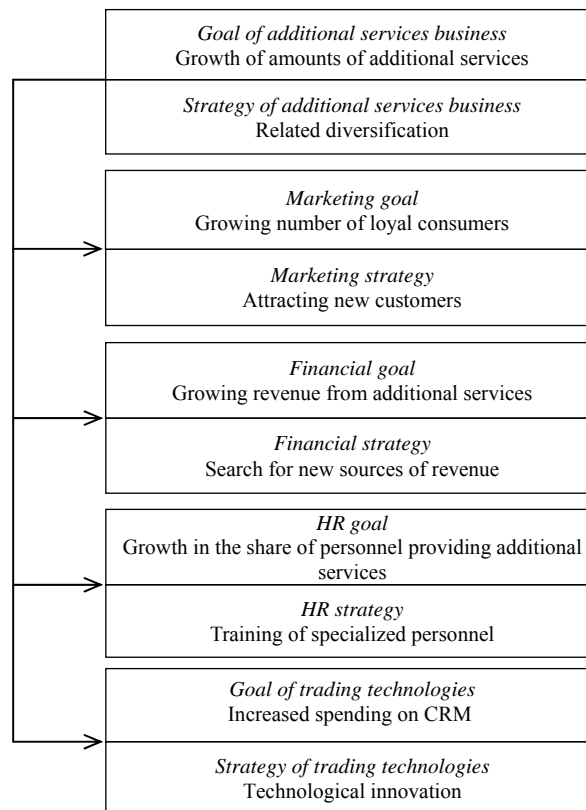 Goal of additional services business
Growth of amounts of additional services
Strategy of additional services business
Related diversification
Marketing goal
Growing number of loyal consumers
Marketing strategy
Attracting new customers
Financial goal
Growing revenue from additional services
Financial strategy
Search for new sources of revenue
HR goal
Growth in the share of personnel providing additional
services
HR strategy
Training of specialized personnel
Goal of trading technologies
Increased spending on CRM
Strategy of trading technologies
Technological innovation